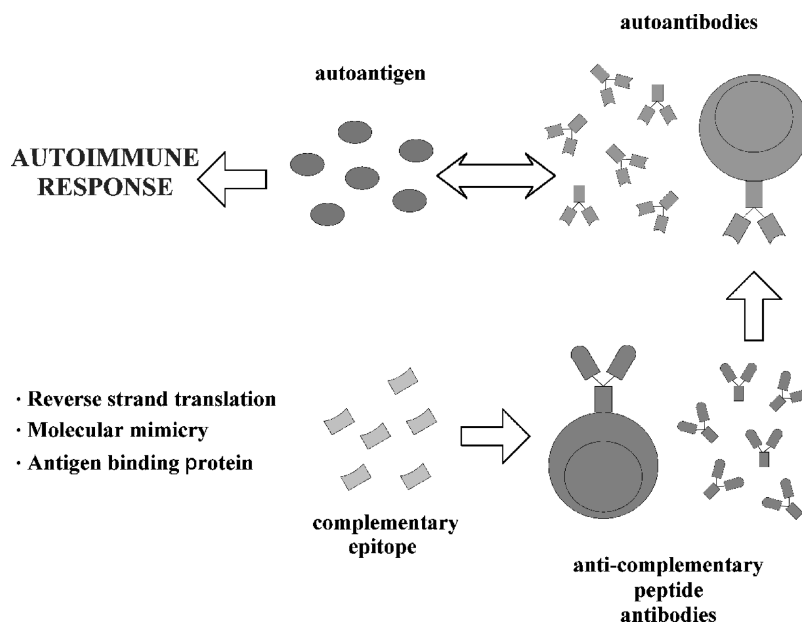 autoantibodies
autoantigen
AUTOIMMUNE
RESPONSE
· Reverse strand translation
· Molecular mimicry
· Antigen binding protein
complementary
epitope
anti-complementary
peptide
antibodies